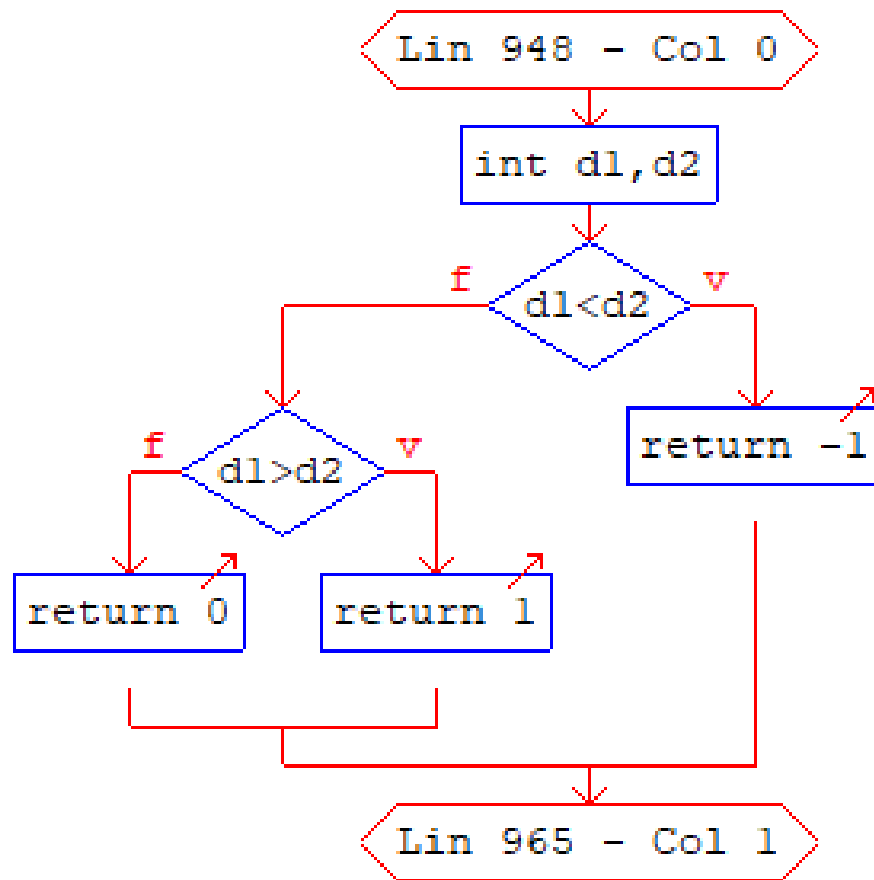 Lin 948 - Col 0
int d1,d2
f
v
d1<d2
f
v
d1>d2
return -1
return 0
return 1
Lin 965 - Col 1